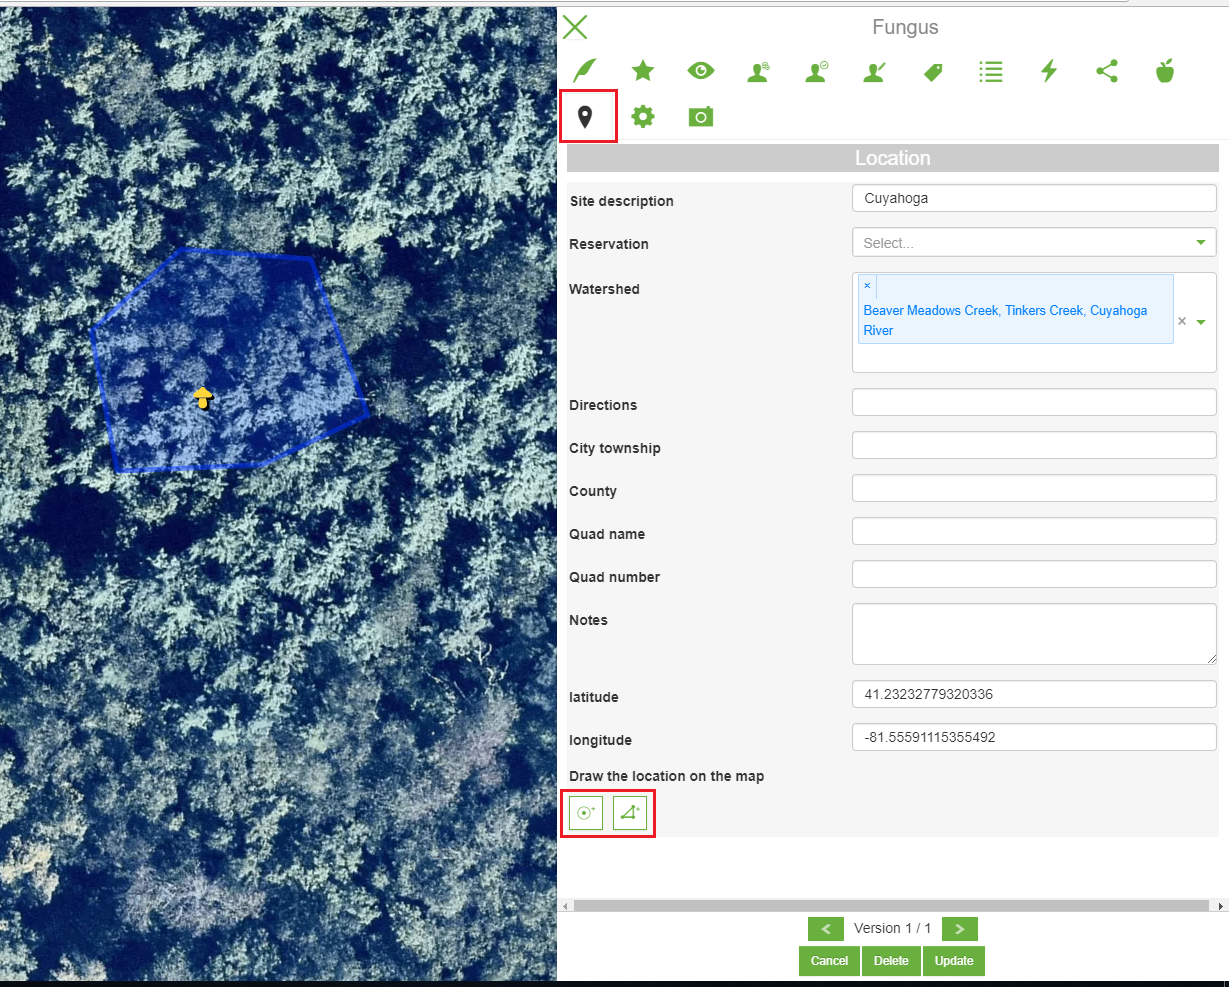 Fungus
Location
Site description
Cuyahoga
Reservation
Select...
Watershed
×
Beaver Meadows Creek, Tinkers Creek, Cuyahoga
River
×
Directions
City township
County
Quad name
Quad number
Notes
latitude
41.23232779320336
longitude
-81.55591115355492
Draw the location on the map
< Version 1 / 1 >
Cancel Delete Update